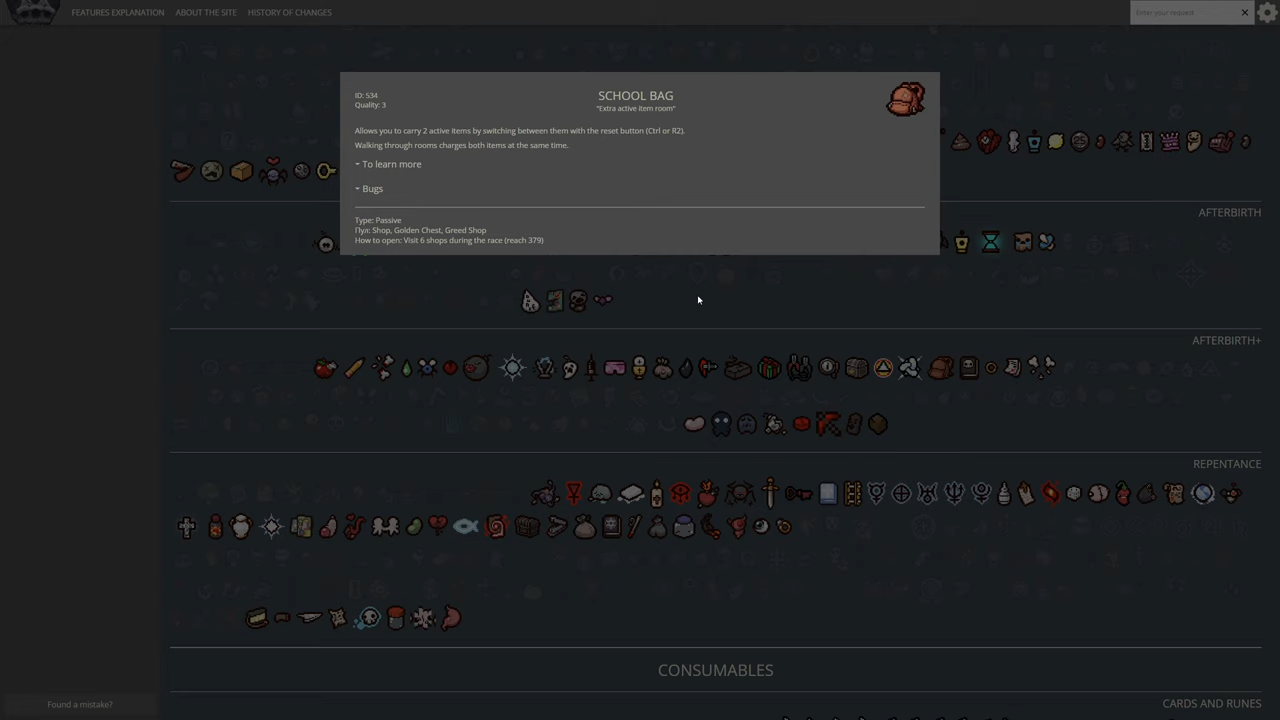 FEATURES EXPLANATION
ABOUT THE SITE
HISTORY OF CHANGES
Enter your request
ID: 534
Quality: 3
SCHOOL BAG
"Extra active item room"
Allows you to carry 2 active items by switching between them with the reset button (Ctrl or R2).
Walking through rooms charges both items at the same time.
To learn more
Bugs
Type: Passive
Пул: Shop, Golden Chest, Greed Shop
How to open: Visit 6 shops during the race (reach 379)
AFTERBIRTH
AFTERBIRTH+
REPENTANCE
CONSUMABLES
CARDS AND RUNES
Found a mistake?